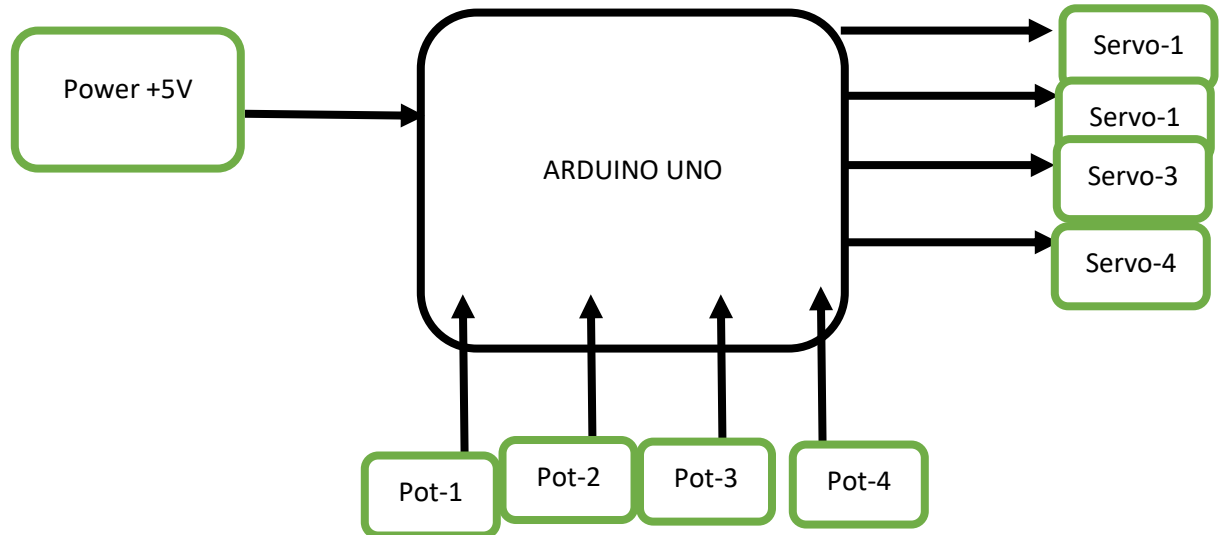 Servo-1
Power +5V
Servo-1
ARDUINO UNO
Servo-3
Servo-4
Pot-1
Pot-2
Pot-3
Pot-4